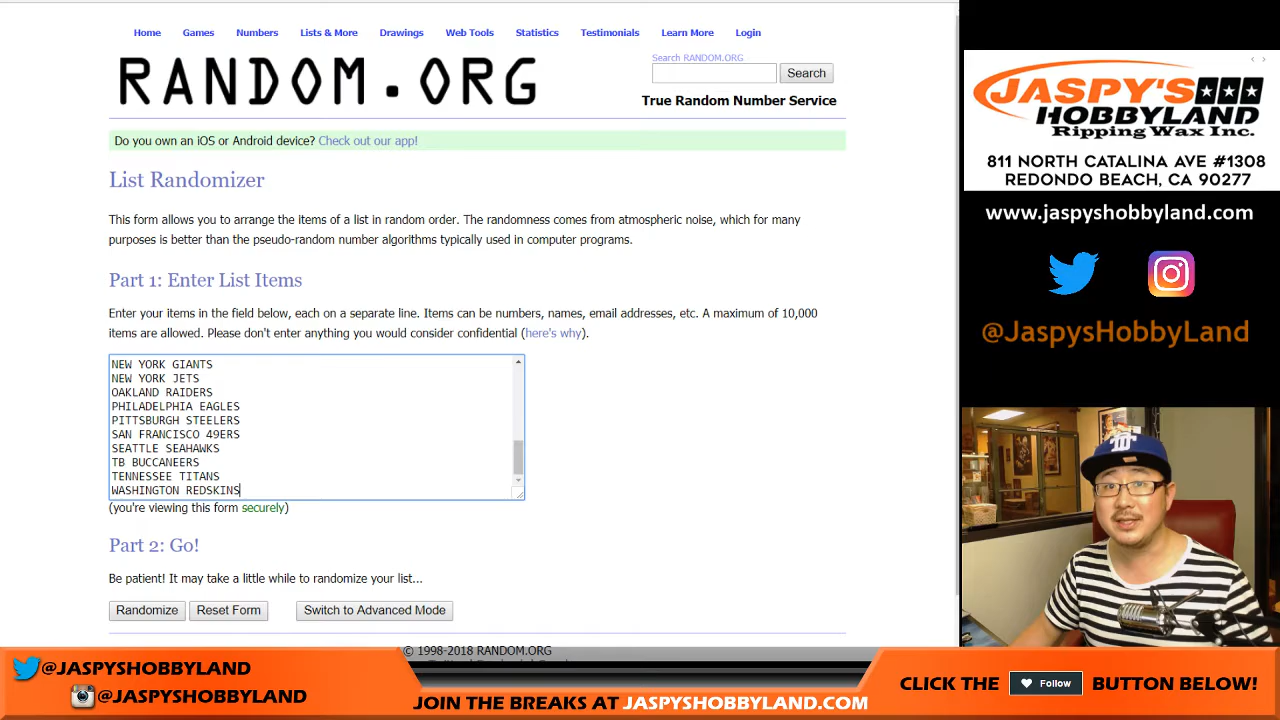 Home Games Numbers Lists & More Drawings Web Tools Statistics Testimonials Learn More Login
RANDOM.ORG
Search RANDOM.ORG
Search
True Random Number Service
Do you own an iOS or Android device? Check out our app!
List Randomizer
This form allows you to arrange the items of a list in random order. The randomness comes from atmospheric noise, which for many
purposes is better than the pseudo-random number algorithms typically used in computer programs.
Part 1: Enter List Items
Enter your items in the field below, each on a separate line. Items can be numbers, names, email addresses, etc. A maximum of 10,000
items are allowed. Please don't enter anything you would consider confidential (here's why).
NEW YORK GIANTS
NEW YORK JETS
OAKLAND RAIDERS
PHILADELPHIA EAGLES
PITTSBURGH STEELERS
SAN FRANCISCO 49ERS
SEATTLE SEAHAWKS
TB BUCCANEERS
TENNESSEE TITANS
WASHINGTON REDSKINS
(you're viewing this form securely)
Part 2: Go!
Be patient! It may take a little while to randomize your list...
Randomize Reset Form Switch to Advanced Mode
© 1998-2018 RANDOM.ORG
JASPY'S
HOBBYLAND
Ripping Wax Inc.
811 NORTH CATALINA AVE #1308
REDONDO BEACH, CA 90277
www.jaspyshobbyland.com
@JaspysHobbyLand
@JASPYSHOBBYLAND
@JASPYSHOBBYLAND
JOIN THE BREAKS AT JASPYSHOBBYLAND.COM
CLICK THE Follow BUTTON BELOW!